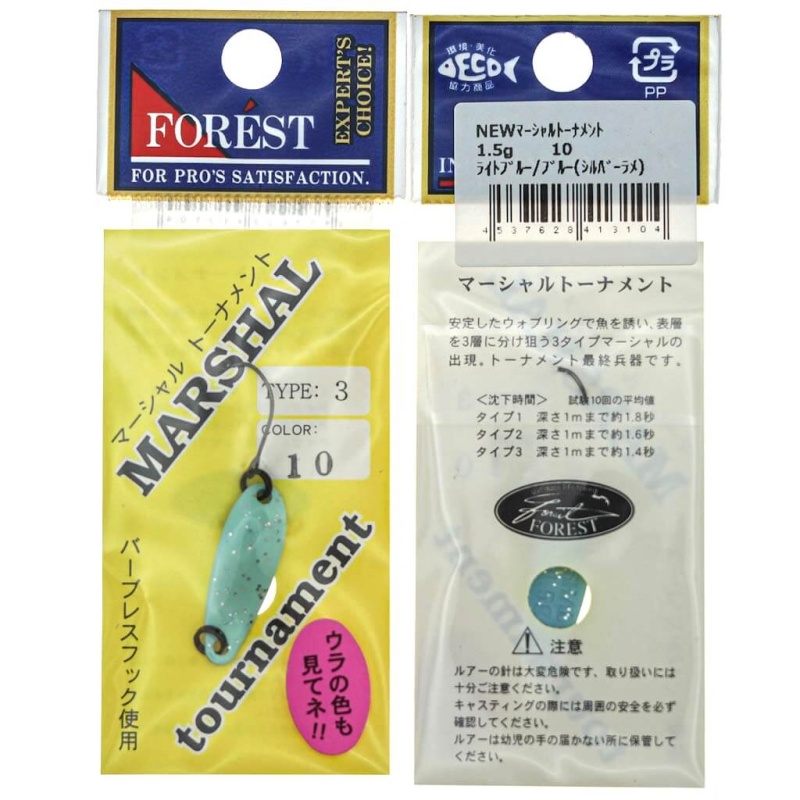 FORÉST
EXPERT'S
CHOICE!
FOR PRO'S SATISFACTION.
マーシャル トーナメント
MARSHAL
TYPE: 3
COLOR:
10
tournament
バーブレスフック使用
ウラの色も
見てネ!!
環境・美化
ECO
協力商品
プラ
PP
NEWマーシャルトーナメント
1.5g 10
ライトブルー/ブルー(シルバーラメ)
IN
4 537628 413104
マーシャルトーナメント
安定したウォブリングで魚を誘い、表層
を3層に分け狙う3タイプマーシャルの
出現。トーナメント最終兵器です。
＜沈下時間＞ 試験10回の平均値
タイプ1 深さ1mまで約1.8秒
タイプ2 深さ1mまで約1.6秒
タイプ3 深さ1mまで約1.4秒
Forest
FOREST
注意
ルアーの針は大変危険です、取り扱いには
十分ご注意ください。
キャスティングの際には周囲の安全を必ず
確認してください。
ルアーは幼児の手の届かない所に保管して
ください。